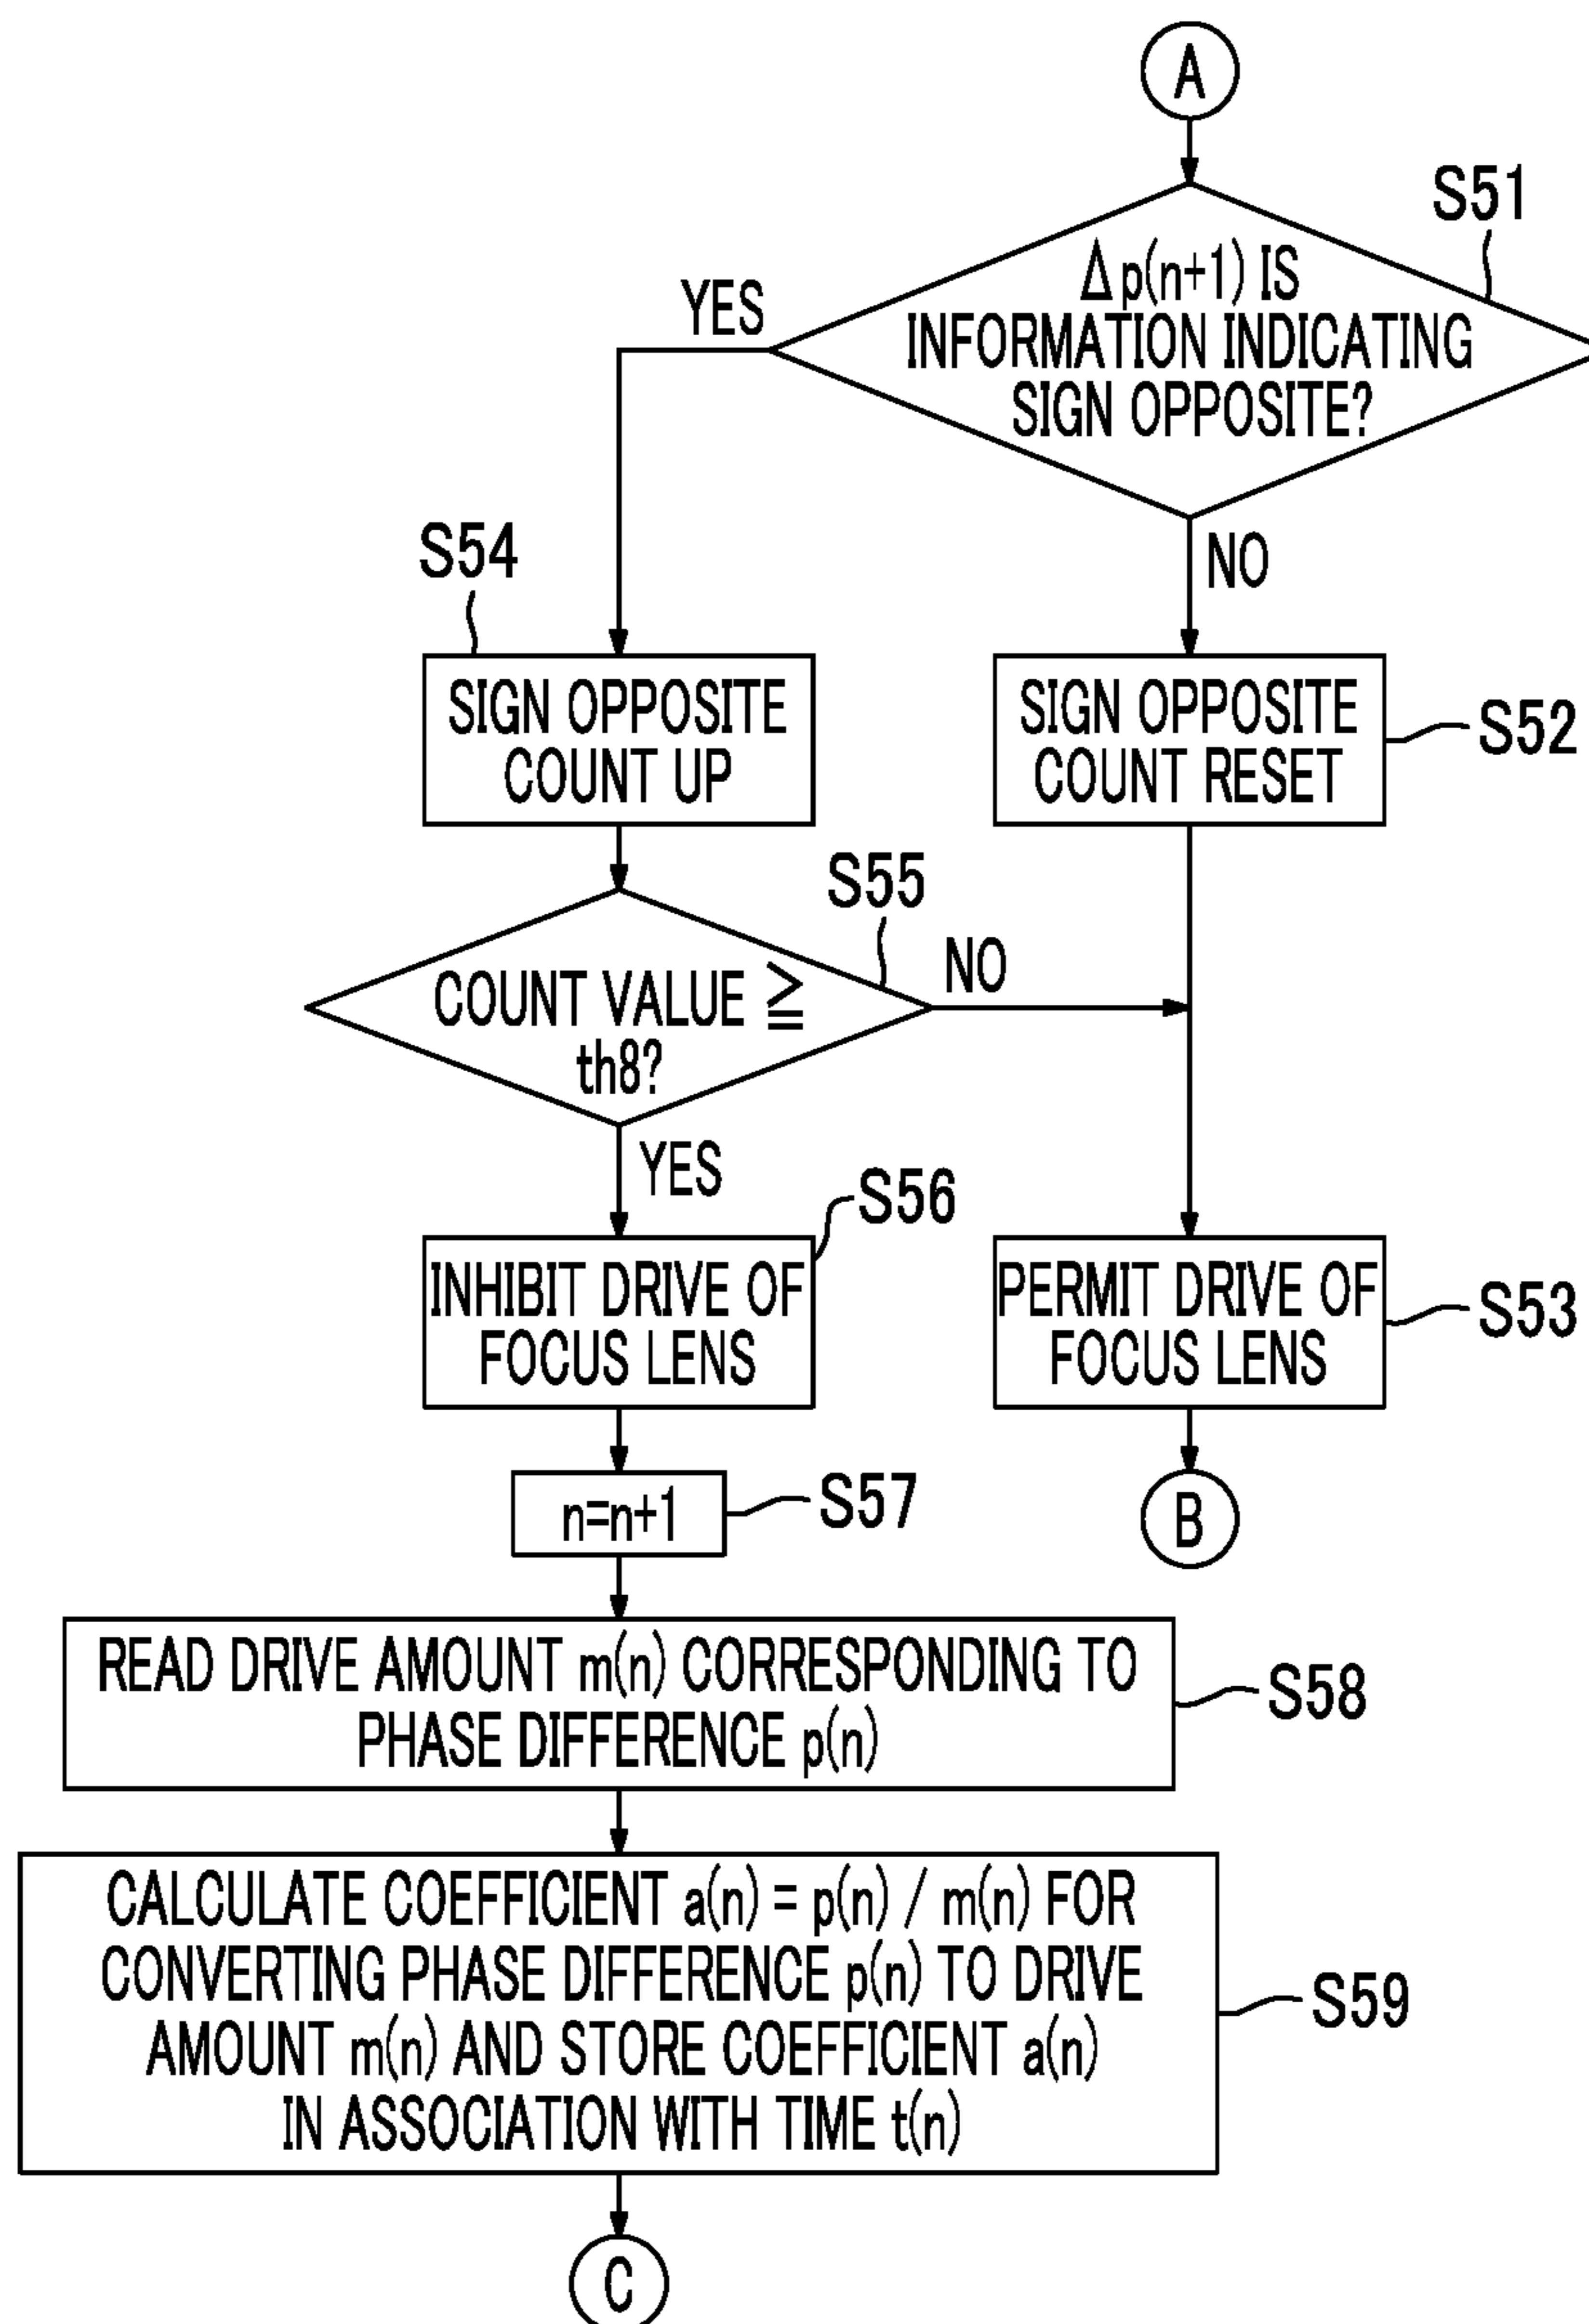 A
S51
Δp(n+1) IS
INFORMATION INDICATING
SIGN OPPOSITE?
YES
NO
S54
SIGN OPPOSITE
COUNT UP
SIGN OPPOSITE
COUNT RESET
S52
S55
COUNT VALUE ≧
th8?
NO
YES
S56
INHIBIT DRIVE OF
FOCUS LENS
PERMIT DRIVE OF
FOCUS LENS
S53
n=n+1
S57
B
READ DRIVE AMOUNT m(n) CORRESPONDING TO
PHASE DIFFERENCE p(n)
S58
CALCULATE COEFFICIENT a(n) = p(n) / m(n) FOR
CONVERTING PHASE DIFFERENCE p(n) TO DRIVE
AMOUNT m(n) AND STORE COEFFICIENT a(n)
IN ASSOCIATION WITH TIME t(n)
S59
C